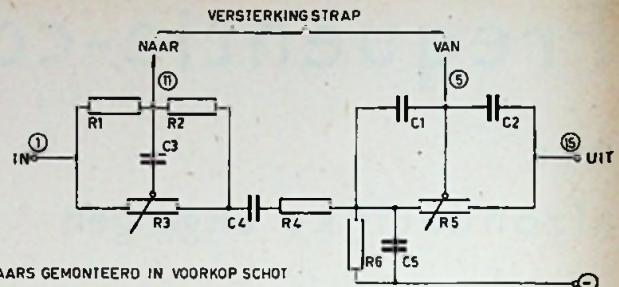 VERSTERKINGSTRAP
NAAR VAN
11 5
R1 R2 C1 C2
1 C3 15
IN UIT
R3 C4 R4 R5
R6 C5
AARS GEMONTEERD IN VOORKOP SCHOT
-